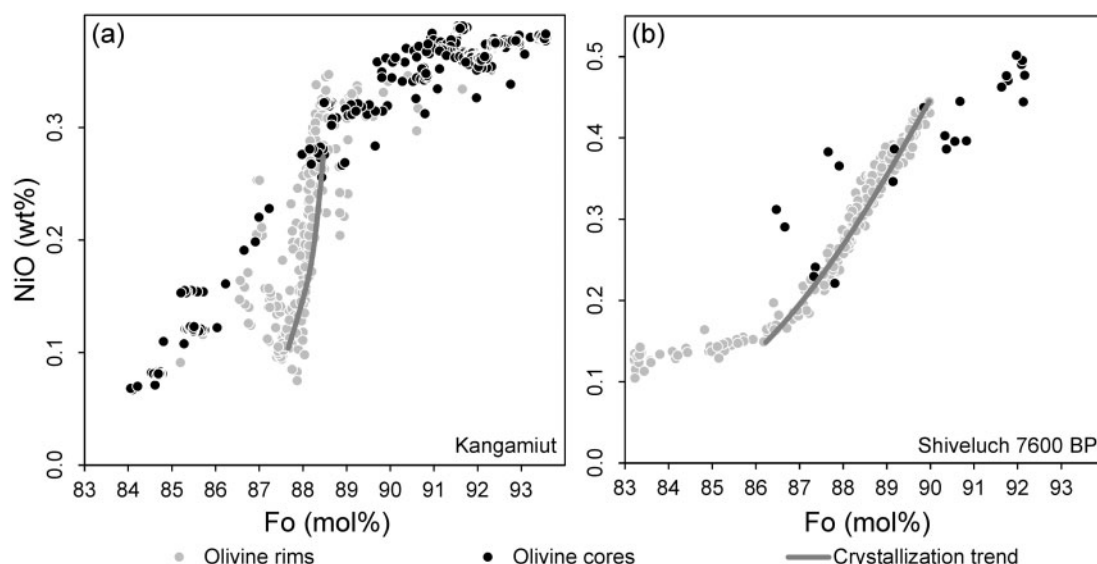 (a)
(b)
NiO (wt%)
0.3
0.2
0.1
0.0
0.5
0.4
0.3
0.2
0.1
0.0
Kangamiut
Shiveluch 7600 BP
83 84 85 86 87 88 89 90 91 92 93
83 84 85 86 87 88 89 90 91 92 93
Fo (mol%)
Fo (mol%)
Olivine rims
Olivine cores
Crystallization trend